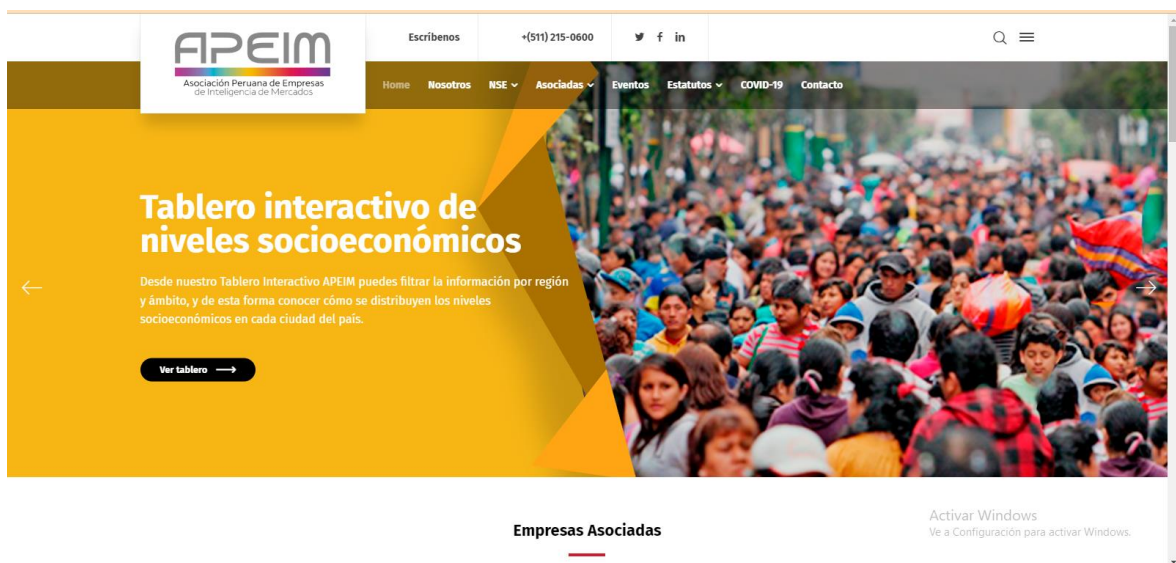 APEIM
Asociación Peruana de Empresas
de Inteligencia de Mercados
Escríbenos
+(511) 215-0600
Home Nosotros NSE Asociadas Eventos Estatutos COVID-19 Contacto
Tablero interactivo de
niveles socioeconómicos
Desde nuestro Tablero Interactivo APEIM puedes filtrar la información por región
y ámbito, y de esta forma conocer cómo se distribuyen los niveles
socioeconómicos en cada ciudad del país.
Ver tablero
Empresas Asociadas
Activar Windows
Ve a Configuración para activar Windows.